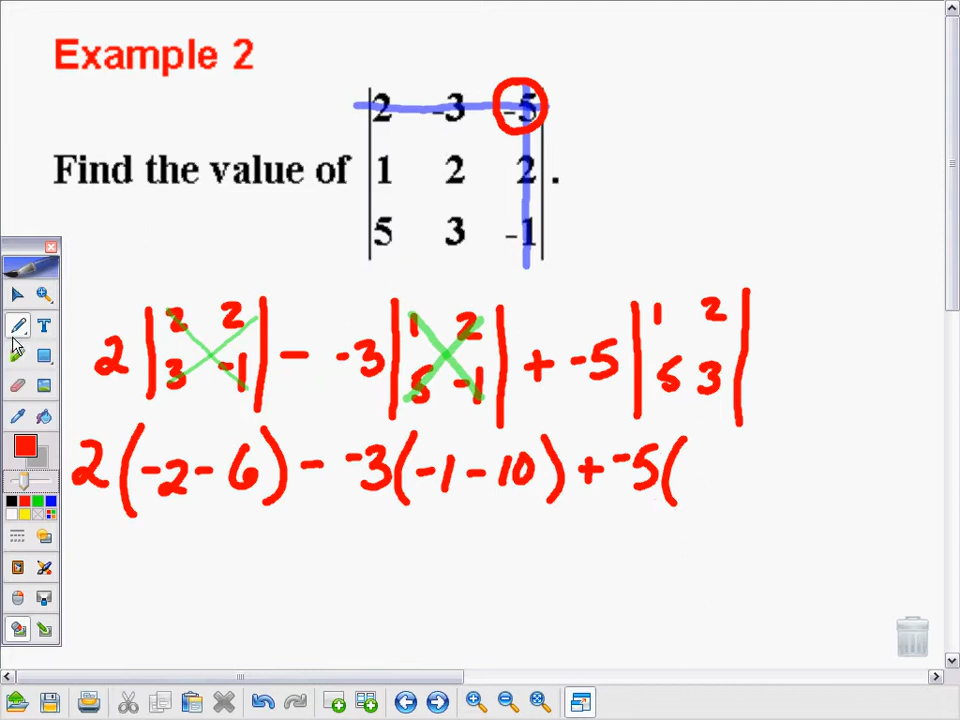 Example 2
2 -3 -5
Find the value of 1 2 2 .
5 3 -1
2 | 2 2 | - -3 | 1 2 | + -5 | 1 2 |
3 -1 5 -1 5 3
2(-2-6) - -3(-1-10) + -5(
T